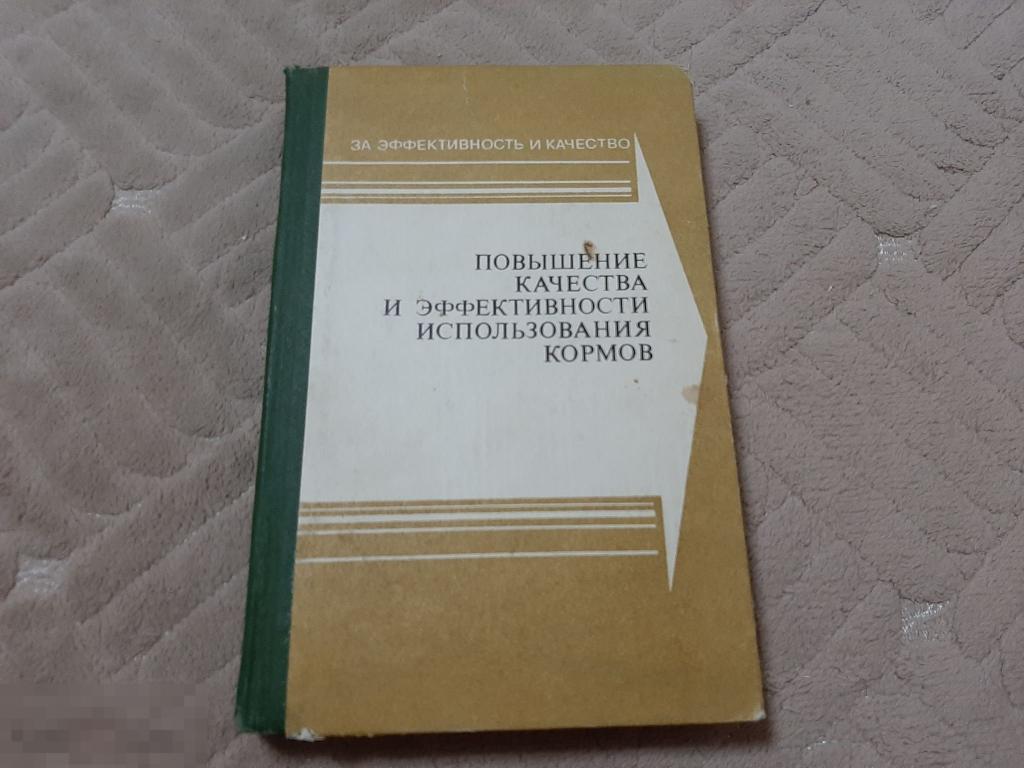 ЗА ЭФФЕКТИВНОСТЬ И КАЧЕСТВО
ПОВЫШЕНИЕ
КАЧЕСТВА
И ЭФФЕКТИВНОСТИ
ИСПОЛЬЗОВАНИЯ
КОРМОВ